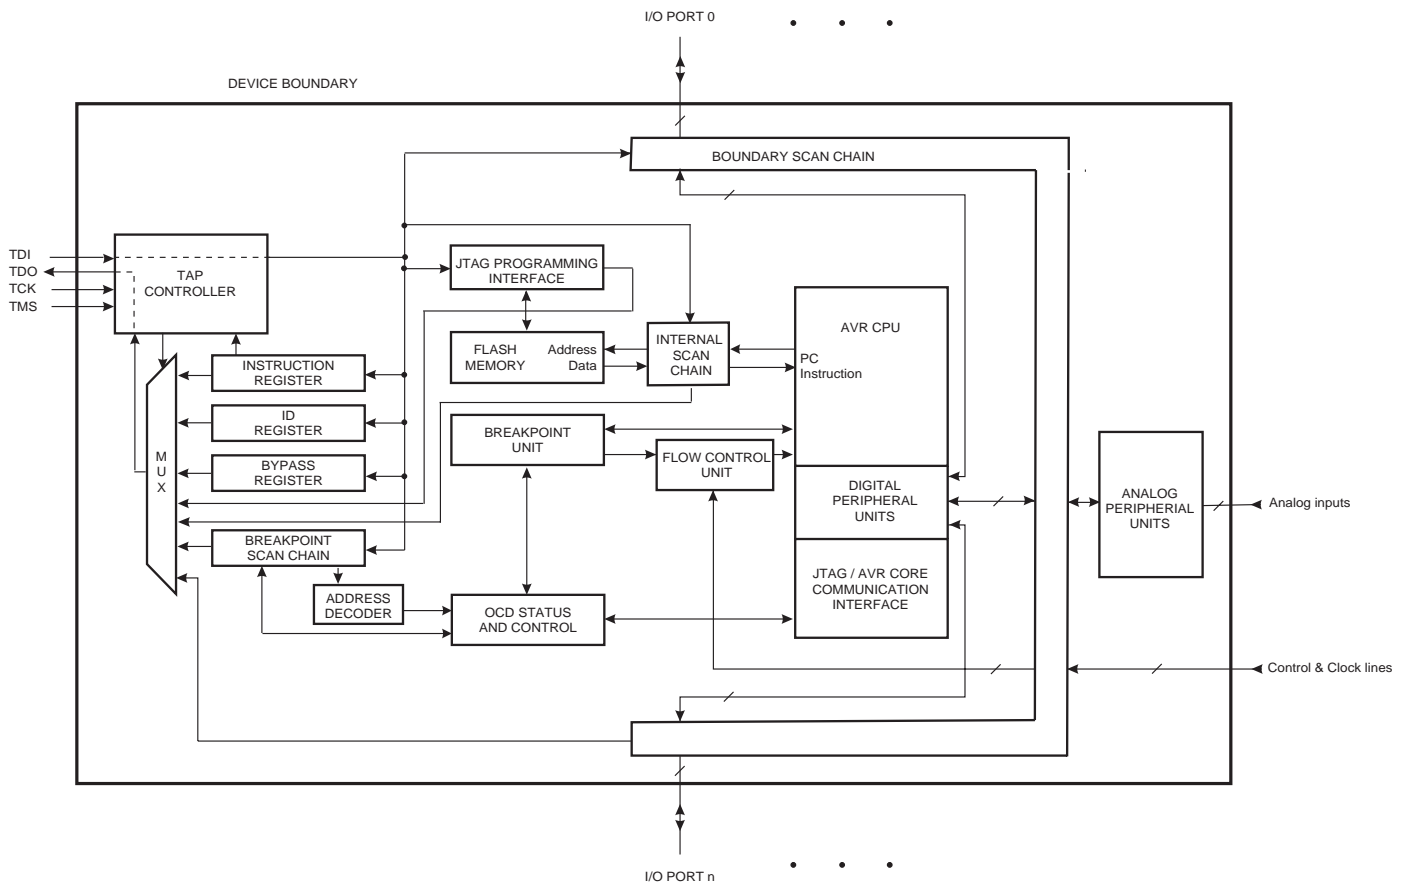 I/O PORT 0
DEVICE BOUNDARY
BOUNDARY SCAN CHAIN
TDI
TDO
TCK
TMS
TAP
CONTROLLER
JTAG PROGRAMMING
INTERFACE
AVR CPU
FLASH
MEMORY
Address
Data
INTERNAL
SCAN
CHAIN
PC
Instruction
INSTRUCTION
REGISTER
ID
REGISTER
BREAKPOINT
UNIT
FLOW CONTROL
UNIT
M
U
X
BYPASS
REGISTER
DIGITAL
PERIPHERAL
UNITS
ANALOG
PERIPHERIAL
UNITS
Analog inputs
BREAKPOINT
SCAN CHAIN
ADDRESS
DECODER
OCD STATUS
AND CONTROL
JTAG / AVR CORE
COMMUNICATION
INTERFACE
Control & Clock lines
I/O PORT n